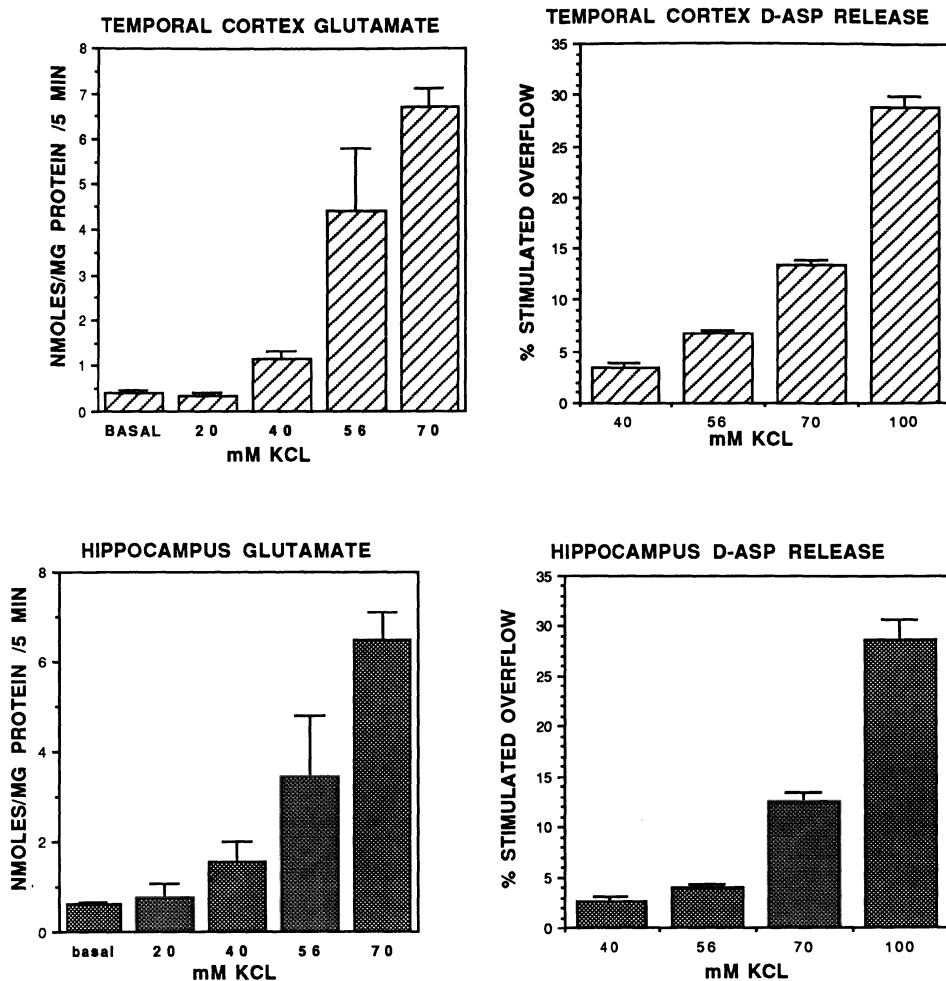 TEMPORAL CORTEX GLUTAMATE
NMOLES/MG PROTEIN /5 MIN
8
7
6
5
4
3
2
1
0
BASAL 20 40 56 70
mM KCL
TEMPORAL CORTEX D-ASP RELEASE
% STIMULATED OVERFLOW
35
30
25
20
15
10
5
0
40 56 70 100
mM KCL
HIPPOCAMPUS GLUTAMATE
NMOLES/MG PROTEIN /5 MIN
8
6
4
2
0
basal 20 40 56 70
mM KCL
HIPPOCAMPUS D-ASP RELEASE
% STIMULATED OVERFLOW
35
30
25
20
15
10
5
0
40 56 70 100
mM KCL